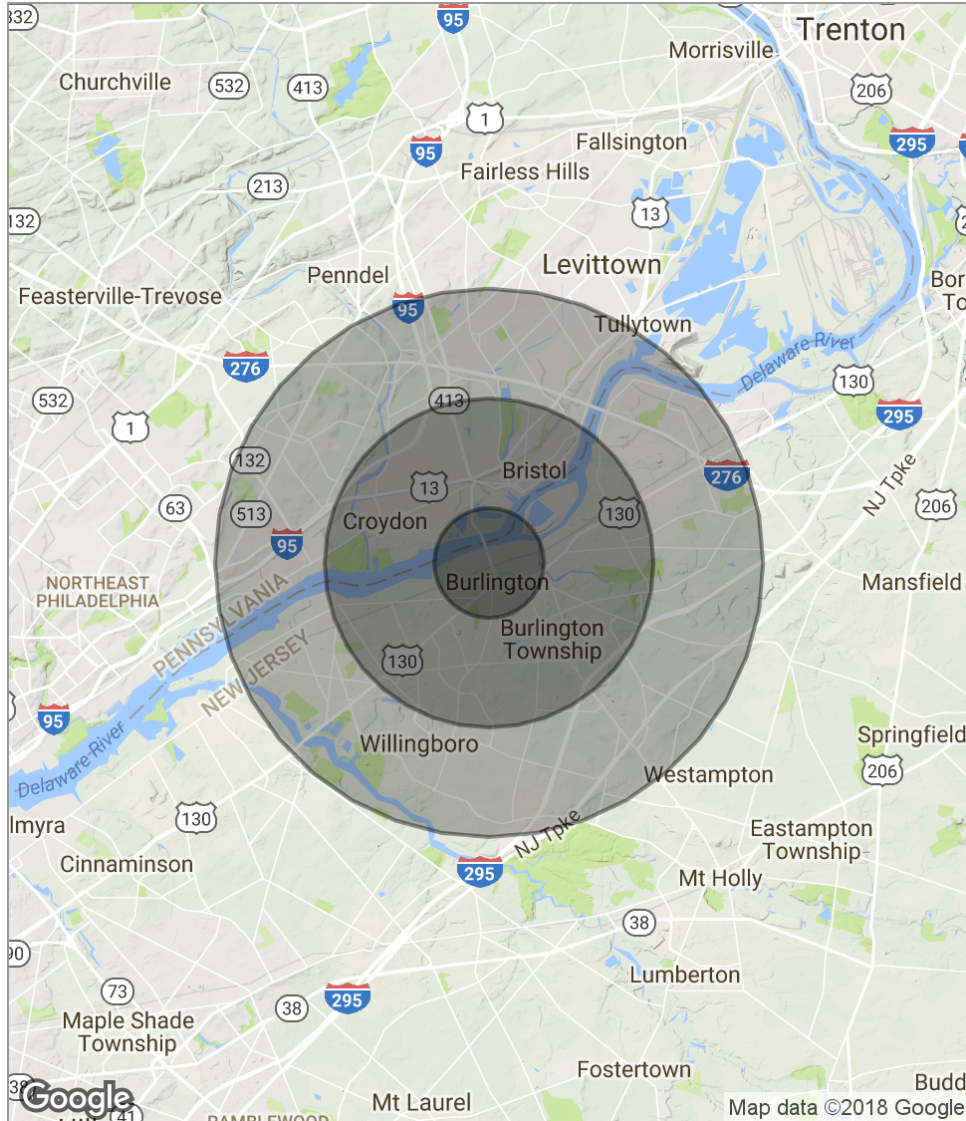 332
95
Trenton
Morrisville
Churchville
532
413
206
1
Fallsington
295
95
Fairless Hills
213
132
13
Levittown
Penndel
Feasterville-Trevose
95
Tullytown
276
Delaware River
130
532
413
295
1
132
Bristol
276
13
NJ Tpke
63
513
Croydon
130
206
95
NORTHEAST
PHILADELPHIA
PENNSYLVANIA
Burlington
Mansfield
NEW JERSEY
Burlington
Township
130
95
Willingboro
Springfield
Delaware River
Westampton
206
130
lmyra
NJ Tpke
Eastampton
Township
Cinnaminson
295
Mt Holly
38
90
Lumberton
73
38
295
Maple Shade
Township
Fostertown
38
Budd
Google
41
Mt Laurel
Map data ©2018 Google
RAMBLEWOOD